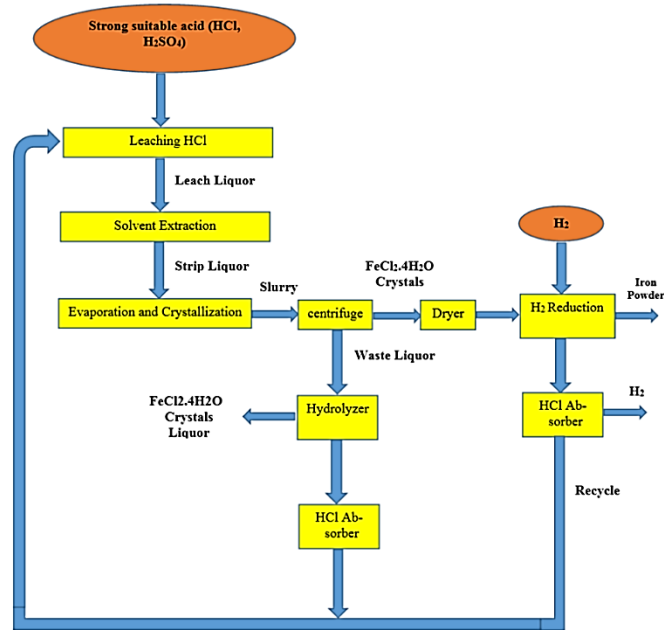 Strong suitable acid (HCl,
H₂SO₄)
Leaching HCl
Leach Liquor
Solvent Extraction
Strip Liquor
Evaporation and Crystallization
Slurry
centrifuge
FeCl₂.4H₂O
Crystals
Dryer
H₂
H₂ Reduction
Iron
Powder
Waste Liquor
FeCl2.4H2O
Crystals
Liquor
Hydrolyzer
HCl Ab-
sorber
H₂
Recycle
HCl Ab-
sorber